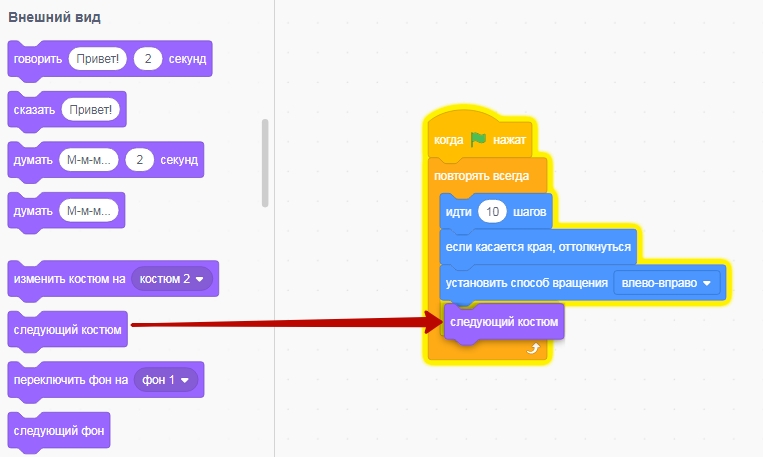 Внешний вид
говорить Привет! 2 секунд
сказать Привет!
думать М-м-м... 2 секунд
думать М-м-м...
изменить костюм на костюм 2
следующий костюм
переключить фон на фон 1
следующий фон
когда нажат
повторять всегда
идти 10 шагов
если касается края, оттолкнуться
установить способ вращения влево-вправо
следующий костюм